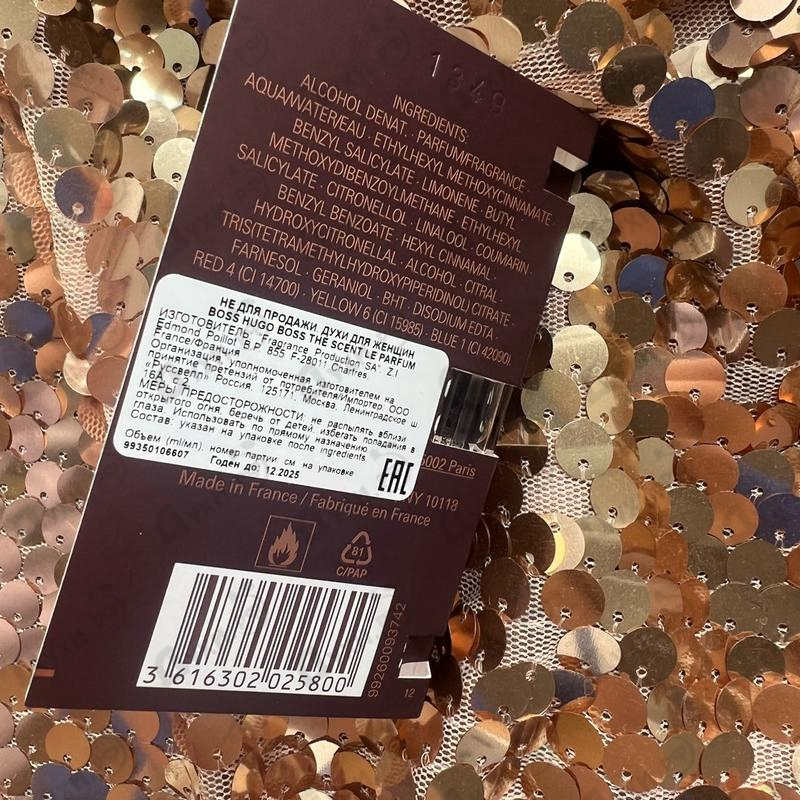 1349
INGREDIENTS:
ALCOHOL DENAT. · PARFUM/FRAGRANCE ·
AQUA/WATER/EAU · ETHYLHEXYL METHOXYCINNAMATE ·
BENZYL SALICYLATE · LIMONENE · BUTYL
METHOXYDIBENZOYLMETHANE · ETHYLHEXYL
SALICYLATE · CITRONELLOL · LINALOOL · COUMARIN ·
BENZYL BENZOATE · HEXYL CINNAMAL ·
HYDROXYCITRONELLAL · ALCOHOL · CITRAL ·
TRIS(TETRAMETHYLHYDROXYPIPERIDINOL) CITRATE ·
FARNESOL · GERANIOL · BHT · DISODIUM EDTA ·
RED 4 (CI 14700) · YELLOW 6 (CI 15985) · BLUE 1 (CI 42090)
НЕ ДЛЯ ПРОДАЖИ. ДУХИ ДЛЯ ЖЕНЩИН
BOSS HUGO BOSS THE SCENT LE PARFUM
ИЗГОТОВИТЕЛЬ: "Fragrance Production SA". Z.I
Edmond Poillot B.P 855 F-28011 Chartres
France/Франция
Организация, уполномоченная изготовителем на
принятие претензий от потребителя/Импортер: ООО
«Руссвелл» Россия, 125171, Москва, Ленинградское ш.
16А, с.2
МЕРЫ ПРЕДОСТОРОЖНОСТИ: не распылять вблизи
открытого огня, беречь от детей, избегать попадания в
глаза. Использовать по прямому назначению.
Состав: указан на упаковке после ingredients.
Объем (ml/мл), номер партии см. на упаковке
99350106607
Годен до: 12.2025
EAC
Paris
NY 10118
Made in France / Fabriqué en France
81
C/PAP
3 616302 025800
99260093742
12